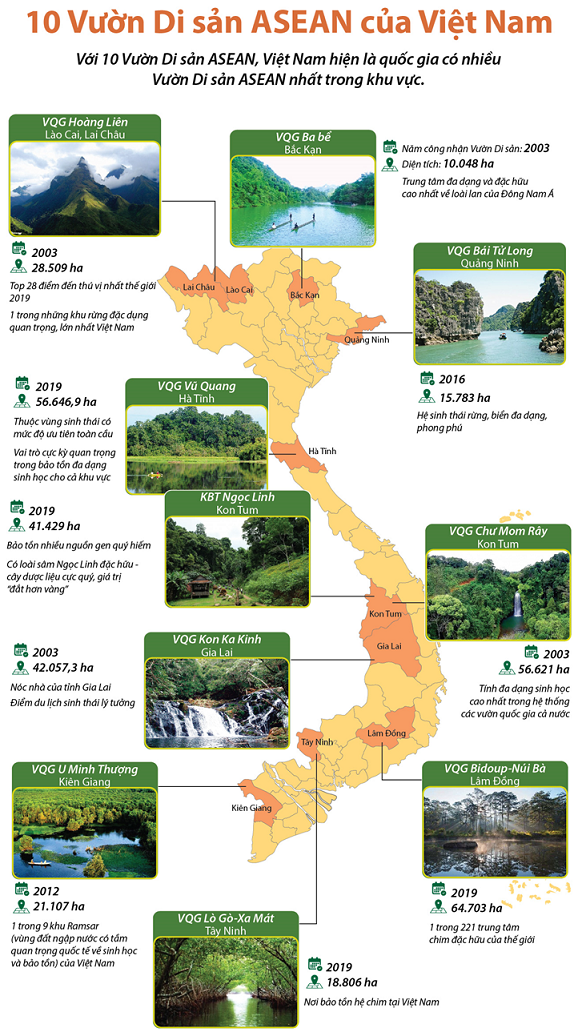 10 Vườn Di sản ASEAN của Việt Nam
Với 10 Vườn Di sản ASEAN, Việt Nam hiện là quốc gia có nhiều
Vườn Di sản ASEAN nhất trong khu vực.
VQG Hoàng Liên
Lào Cai, Lai Châu
2003
28.509 ha
Top 28 điểm đến thú vị nhất thế giới
2019
1 trong những khu rừng đặc dụng
quan trọng, lớn nhất Việt Nam
VQG Ba bể
Bắc Kạn
Năm công nhận Vườn Di sản: 2003
Diện tích: 10.048 ha
Trung tâm đa dạng và đặc hữu
cao nhất về loài lan của Đông Nam Á
VQG Bái Tử Long
Quảng Ninh
2016
15.783 ha
Hệ sinh thái rừng, biển đa dạng,
phong phú
Lai Châu
Lào Cai
Bắc Kạn
Quảng Ninh
VQG Vũ Quang
Hà Tĩnh
2019
56.646,9 ha
Thuộc vùng sinh thái có
mức độ ưu tiên toàn cầu
Vai trò cực kỳ quan trọng
trong bảo tồn đa dạng
sinh học cho cả khu vực
Hà Tĩnh
KBT Ngọc Linh
Kon Tum
2019
41.429 ha
Bảo tồn nhiều nguồn gen quý hiếm
Có loài sâm Ngọc Linh đặc hữu -
cây dược liệu cực quý, giá trị
"đắt hơn vàng"
VQG Chư Mom Rây
Kon Tum
2003
56.621 ha
Tính đa dạng sinh học
cao nhất trong hệ thống
các vườn quốc gia cả nước
Kon Tum
Gia Lai
VQG Kon Ka Kinh
Gia Lai
2003
42.057,3 ha
Nóc nhà của tỉnh Gia Lai
Điểm du lịch sinh thái lý tưởng
Tây Ninh
Lâm Đồng
Kiên Giang
VQG U Minh Thượng
Kiên Giang
2012
21.107 ha
1 trong 9 khu Ramsar
(vùng đất ngập nước có tầm
quan trọng quốc tế về sinh học
và bảo tồn) của Việt Nam
VQG Bidoup-Núi Bà
Lâm Đồng
2019
64.703 ha
1 trong 221 trung tâm
chim đặc hữu của thế giới
VQG Lò Gò-Xa Mát
Tây Ninh
2019
18.806 ha
Nơi bảo tồn hệ chim tại Việt Nam